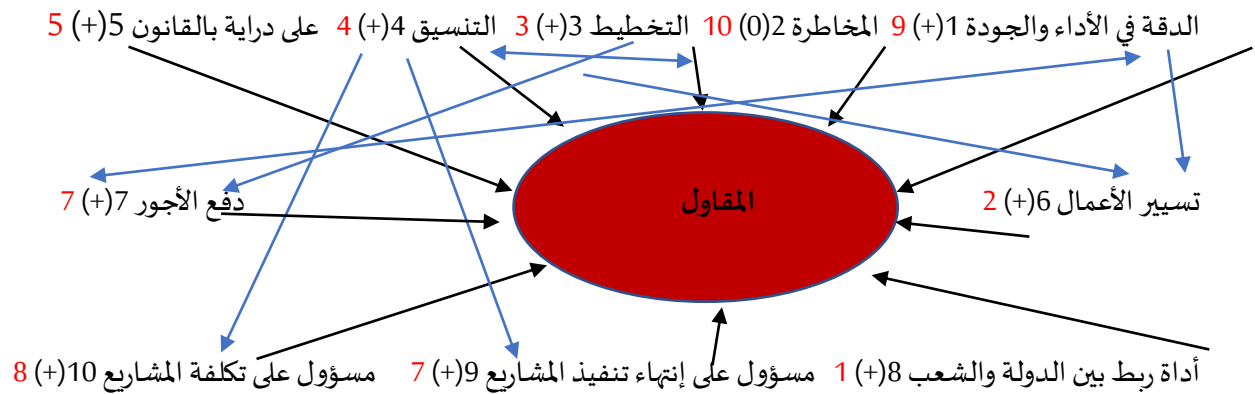 الدقة في الأداء والجودة 1(+) 9 المخاطرة 2(0) 10 التخطيط 3(+) 3 التنسيق 4(+) 4 على دراية بالقانون 5(+) 5
تسيير الأعمال 6(+) 2
المقاول
دفع الأجور 7(+) 7
أداة ربط بين الدولة والشعب 8(+) 1 مسؤول على إنتهاء تنفيذ المشاريع 9(+) 7 مسؤول على تكلفة المشاريع 10(+) 8